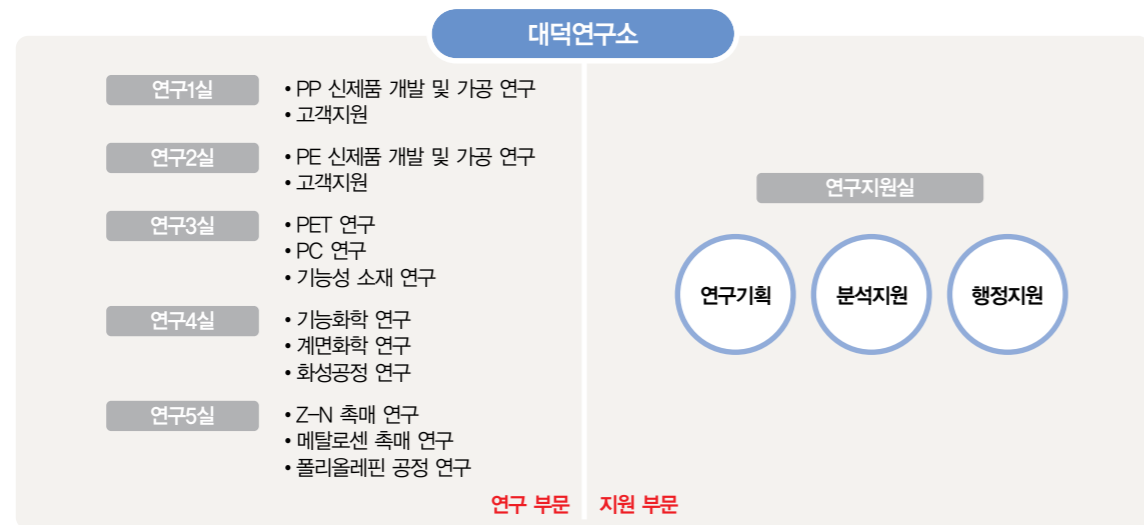 대덕연구소
연구1실
• PP 신제품 개발 및 가공 연구
• 고객지원
연구2실
• PE 신제품 개발 및 가공 연구
• 고객지원
연구3실
• PET 연구
• PC 연구
• 기능성 소재 연구
연구4실
• 기능화학 연구
• 계면화학 연구
• 화성공정 연구
연구5실
• Z-N 촉매 연구
• 메탈로센 촉매 연구
• 폴리올레핀 공정 연구
연구 부문
연구지원실
연구기획
분석지원
행정지원
지원 부문